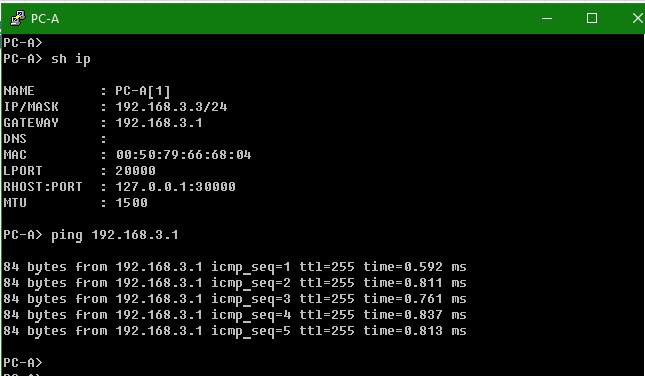 PC-A
PC-A>
PC-A> sh ip
NAME        : PC-A[1]
IP/MASK     : 192.168.3.3/24
GATEWAY     : 192.168.3.1
DNS         :
MAC         : 00:50:79:66:68:04
LPORT       : 20000
RHOST:PORT  : 127.0.0.1:30000
MTU         : 1500
PC-A> ping 192.168.3.1
84 bytes from 192.168.3.1 icmp_seq=1 ttl=255 time=0.592 ms
84 bytes from 192.168.3.1 icmp_seq=2 ttl=255 time=0.811 ms
84 bytes from 192.168.3.1 icmp_seq=3 ttl=255 time=0.761 ms
84 bytes from 192.168.3.1 icmp_seq=4 ttl=255 time=0.837 ms
84 bytes from 192.168.3.1 icmp_seq=5 ttl=255 time=0.813 ms
PC-A>